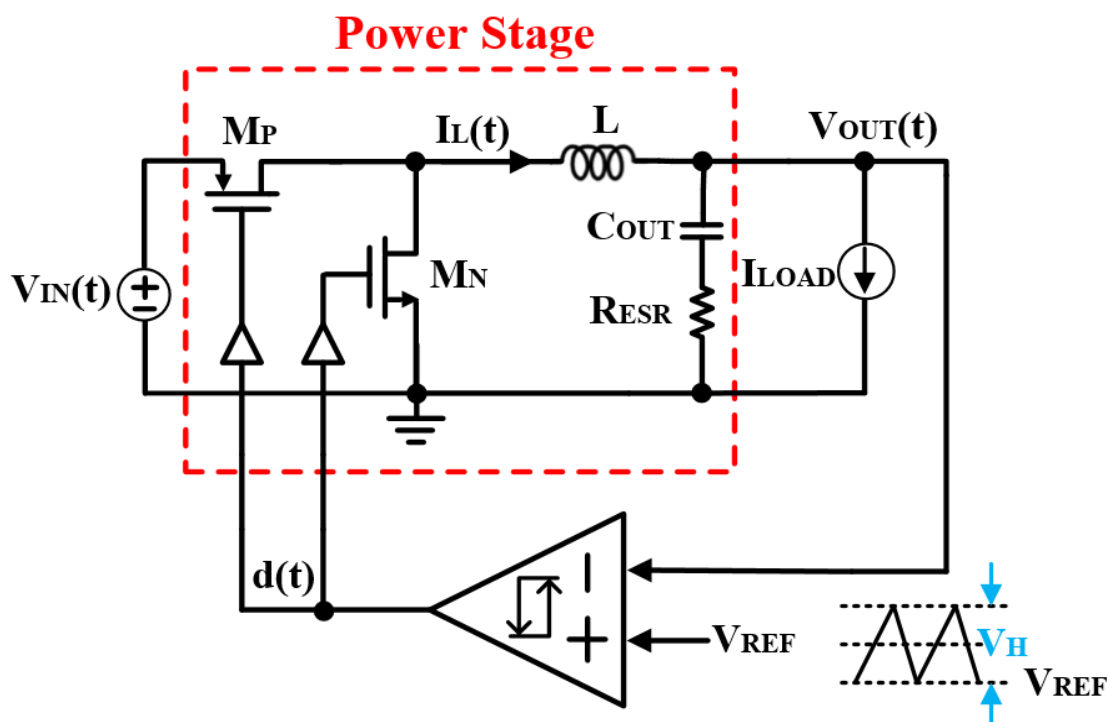 Power Stage
MP
IL(t)
L
VOUT(t)
COUT
MN
ILOAD
VIN(t)
RESR
d(t)
VREF
VH
VREF